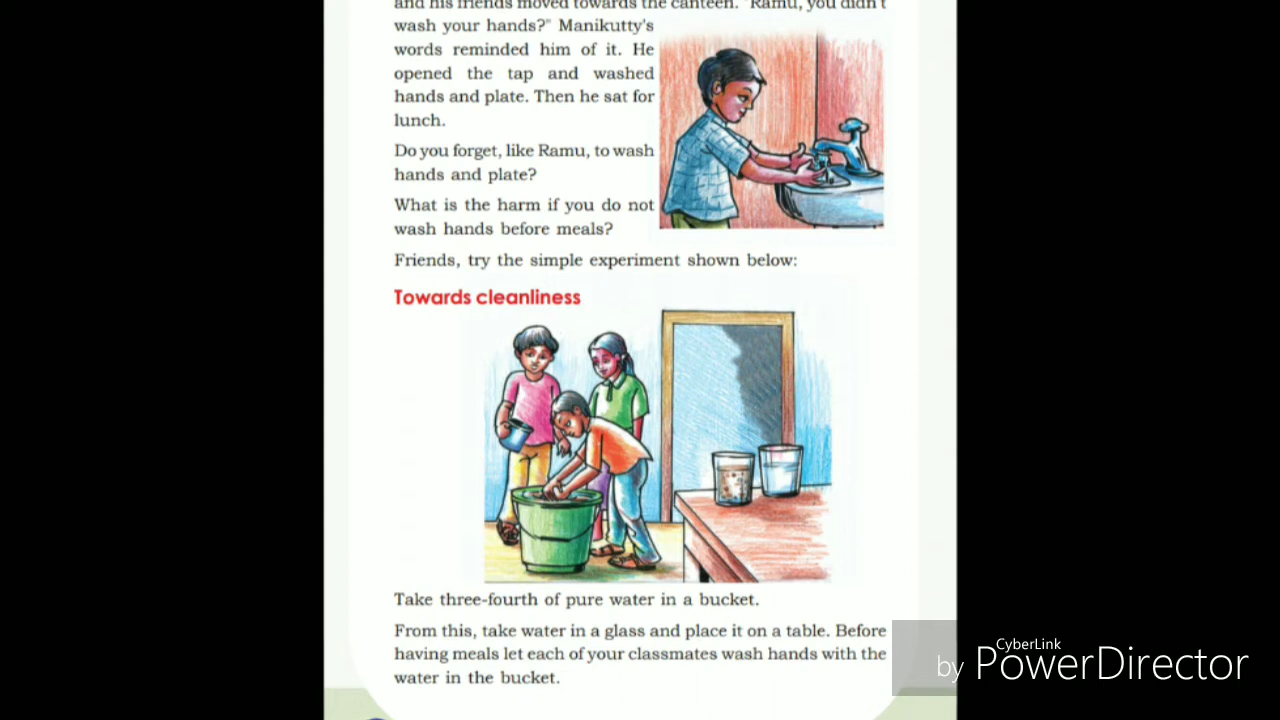 and his friends moved towards the canteen. "Ramu, you didn't
wash your hands?" Manikutty's
words reminded him of it. He
opened the tap and washed
hands and plate. Then he sat for
lunch.
Do you forget, like Ramu, to wash
hands and plate?
What is the harm if you do not
wash hands before meals?
Friends, try the simple experiment shown below:
Towards cleanliness
Take three-fourth of pure water in a bucket.
From this, take water in a glass and place it on a table. Before
having meals let each of your classmates wash hands with the
water in the bucket.
CyberLink
by PowerDirector